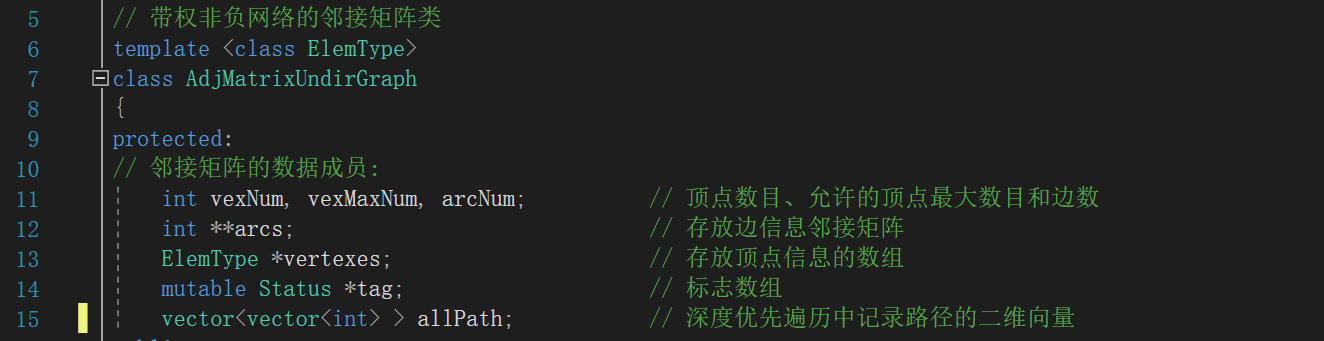 5 // 带权非负网络的邻接矩阵类
6 template <class ElemType>
7 class AdjMatrixUndirGraph
8 {
9 protected:
10 // 邻接矩阵的数据成员:
11 int vexNum, vexMaxNum, arcNum; // 顶点数目、允许的顶点最大数目和边数
12 int **arcs; // 存放边信息邻接矩阵
13 ElemType *vertexes; // 存放顶点信息的数组
14 mutable Status *tag; // 标志数组
15 vector<vector<int> > allPath; // 深度优先遍历中记录路径的二维向量